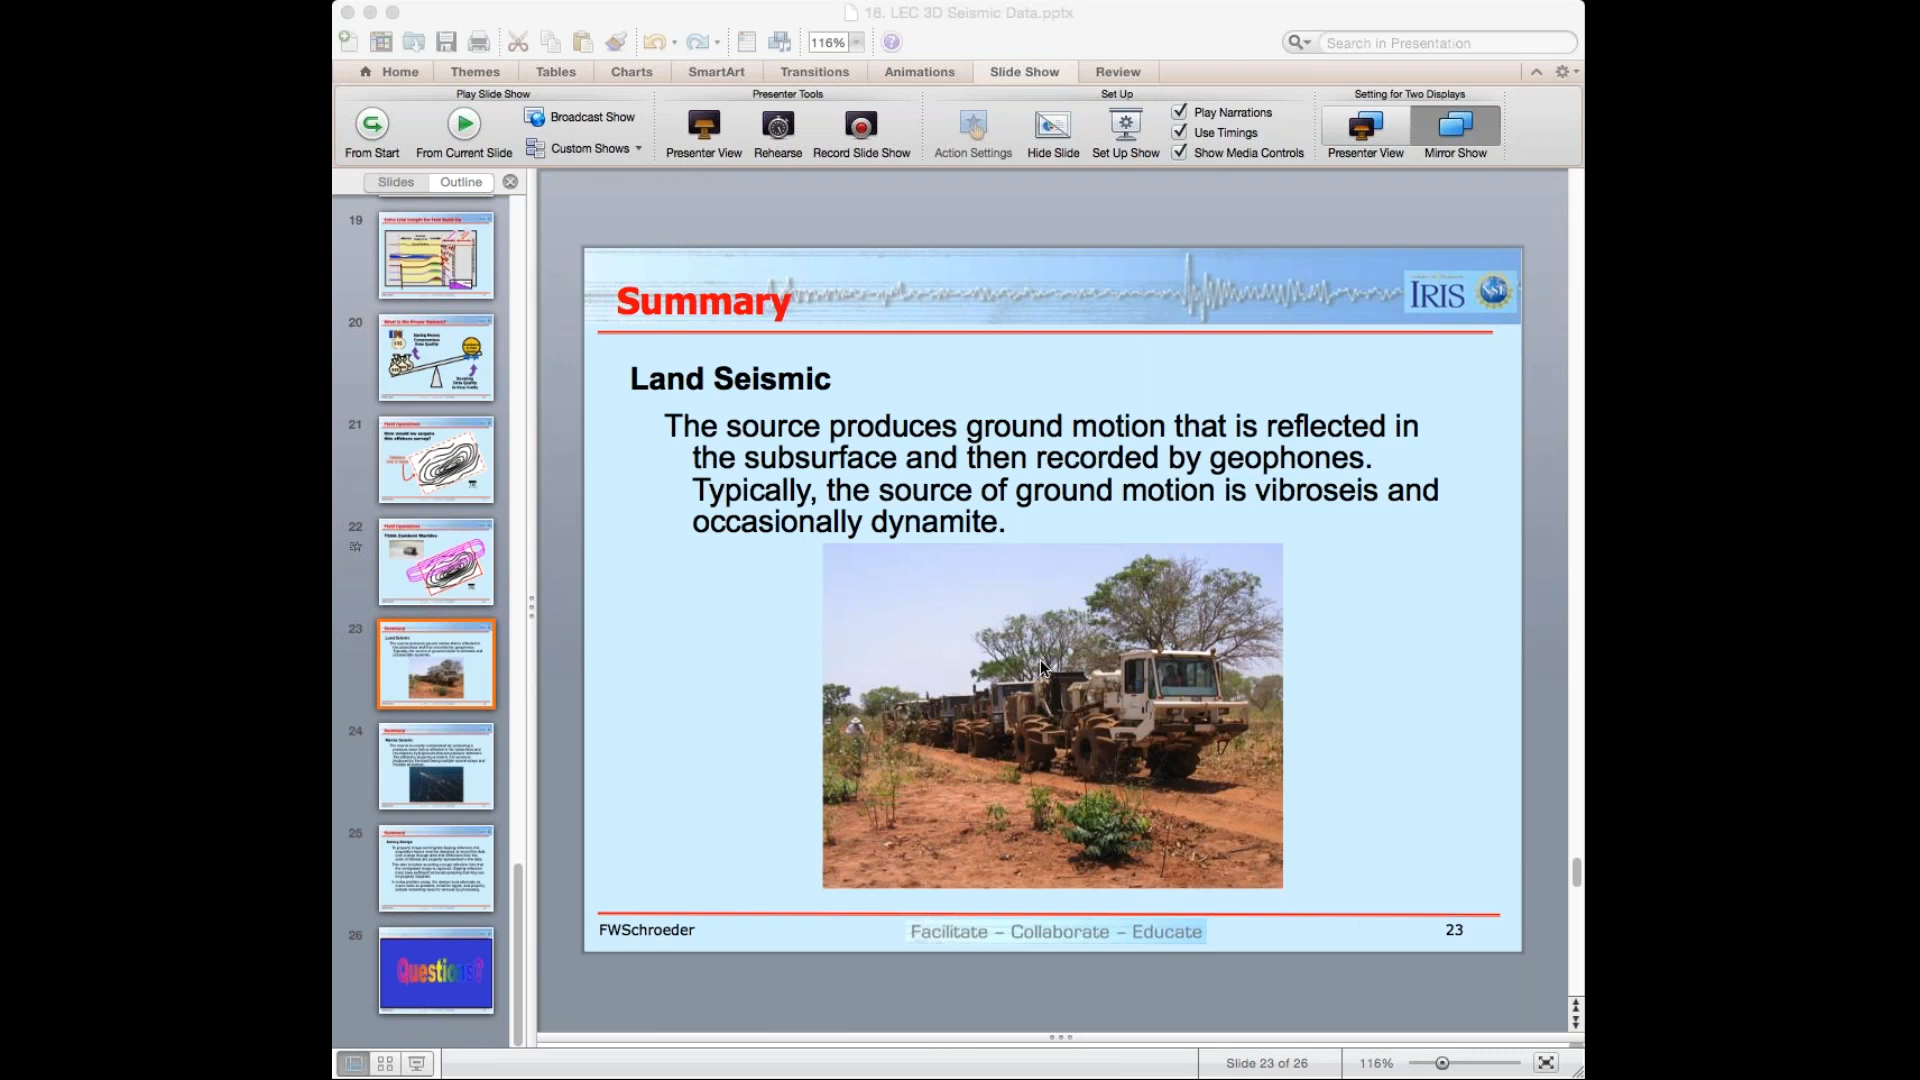 18. LEC 3D Seismic Data.pptx
116%
Search in Presentation
Home
Themes
Tables
Charts
SmartArt
Transitions
Animations
Slide Show
Review
Play Slide Show
Presenter Tools
Set Up
Setting for Two Displays
From Start
From Current Slide
Broadcast Show
Custom Shows
Presenter View
Rehearse
Record Slide Show
Action Settings
Hide Slide
Set Up Show
Play Narrations
Use Timings
Show Media Controls
Presenter View
Mirror Show
Slides
Outline
19
20
21
22
23
24
25
26
Questions?
Summary
IRIS
NSF
Land Seismic
The source produces ground motion that is reflected in
the subsurface and then recorded by geophones.
Typically, the source of ground motion is vibroseis and
occasionally dynamite.
FWSchroeder
Facilitate – Collaborate – Educate
23
Slide 23 of 26
116%